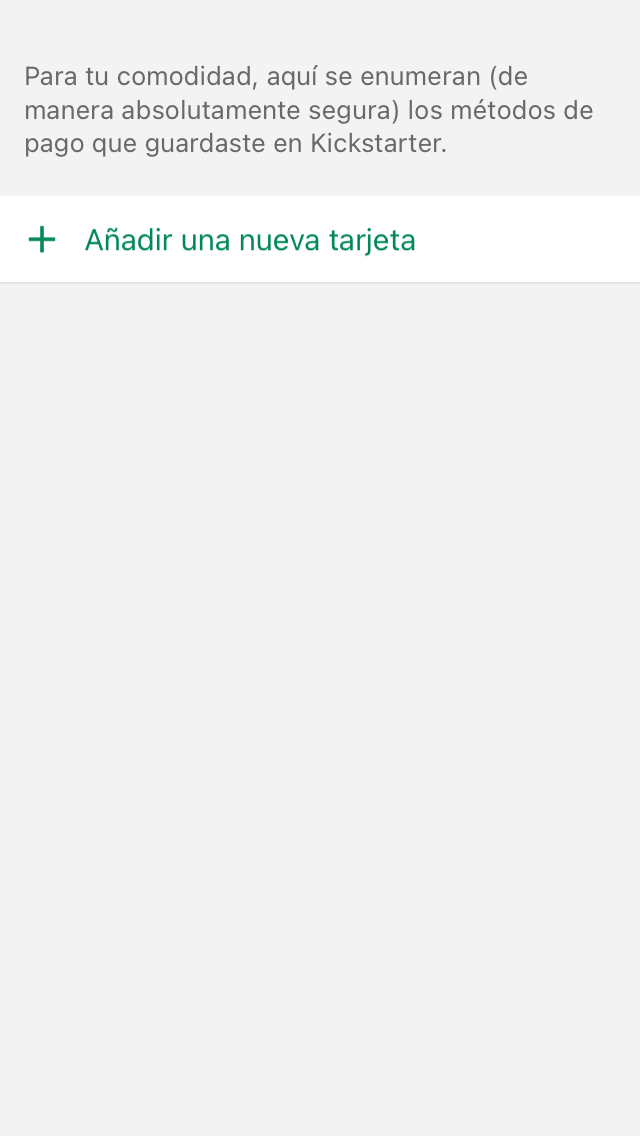 Para tu comodidad, aquí se enumeran (de
manera absolutamente segura) los métodos de
pago que guardaste en Kickstarter.
Añadir una nueva tarjeta